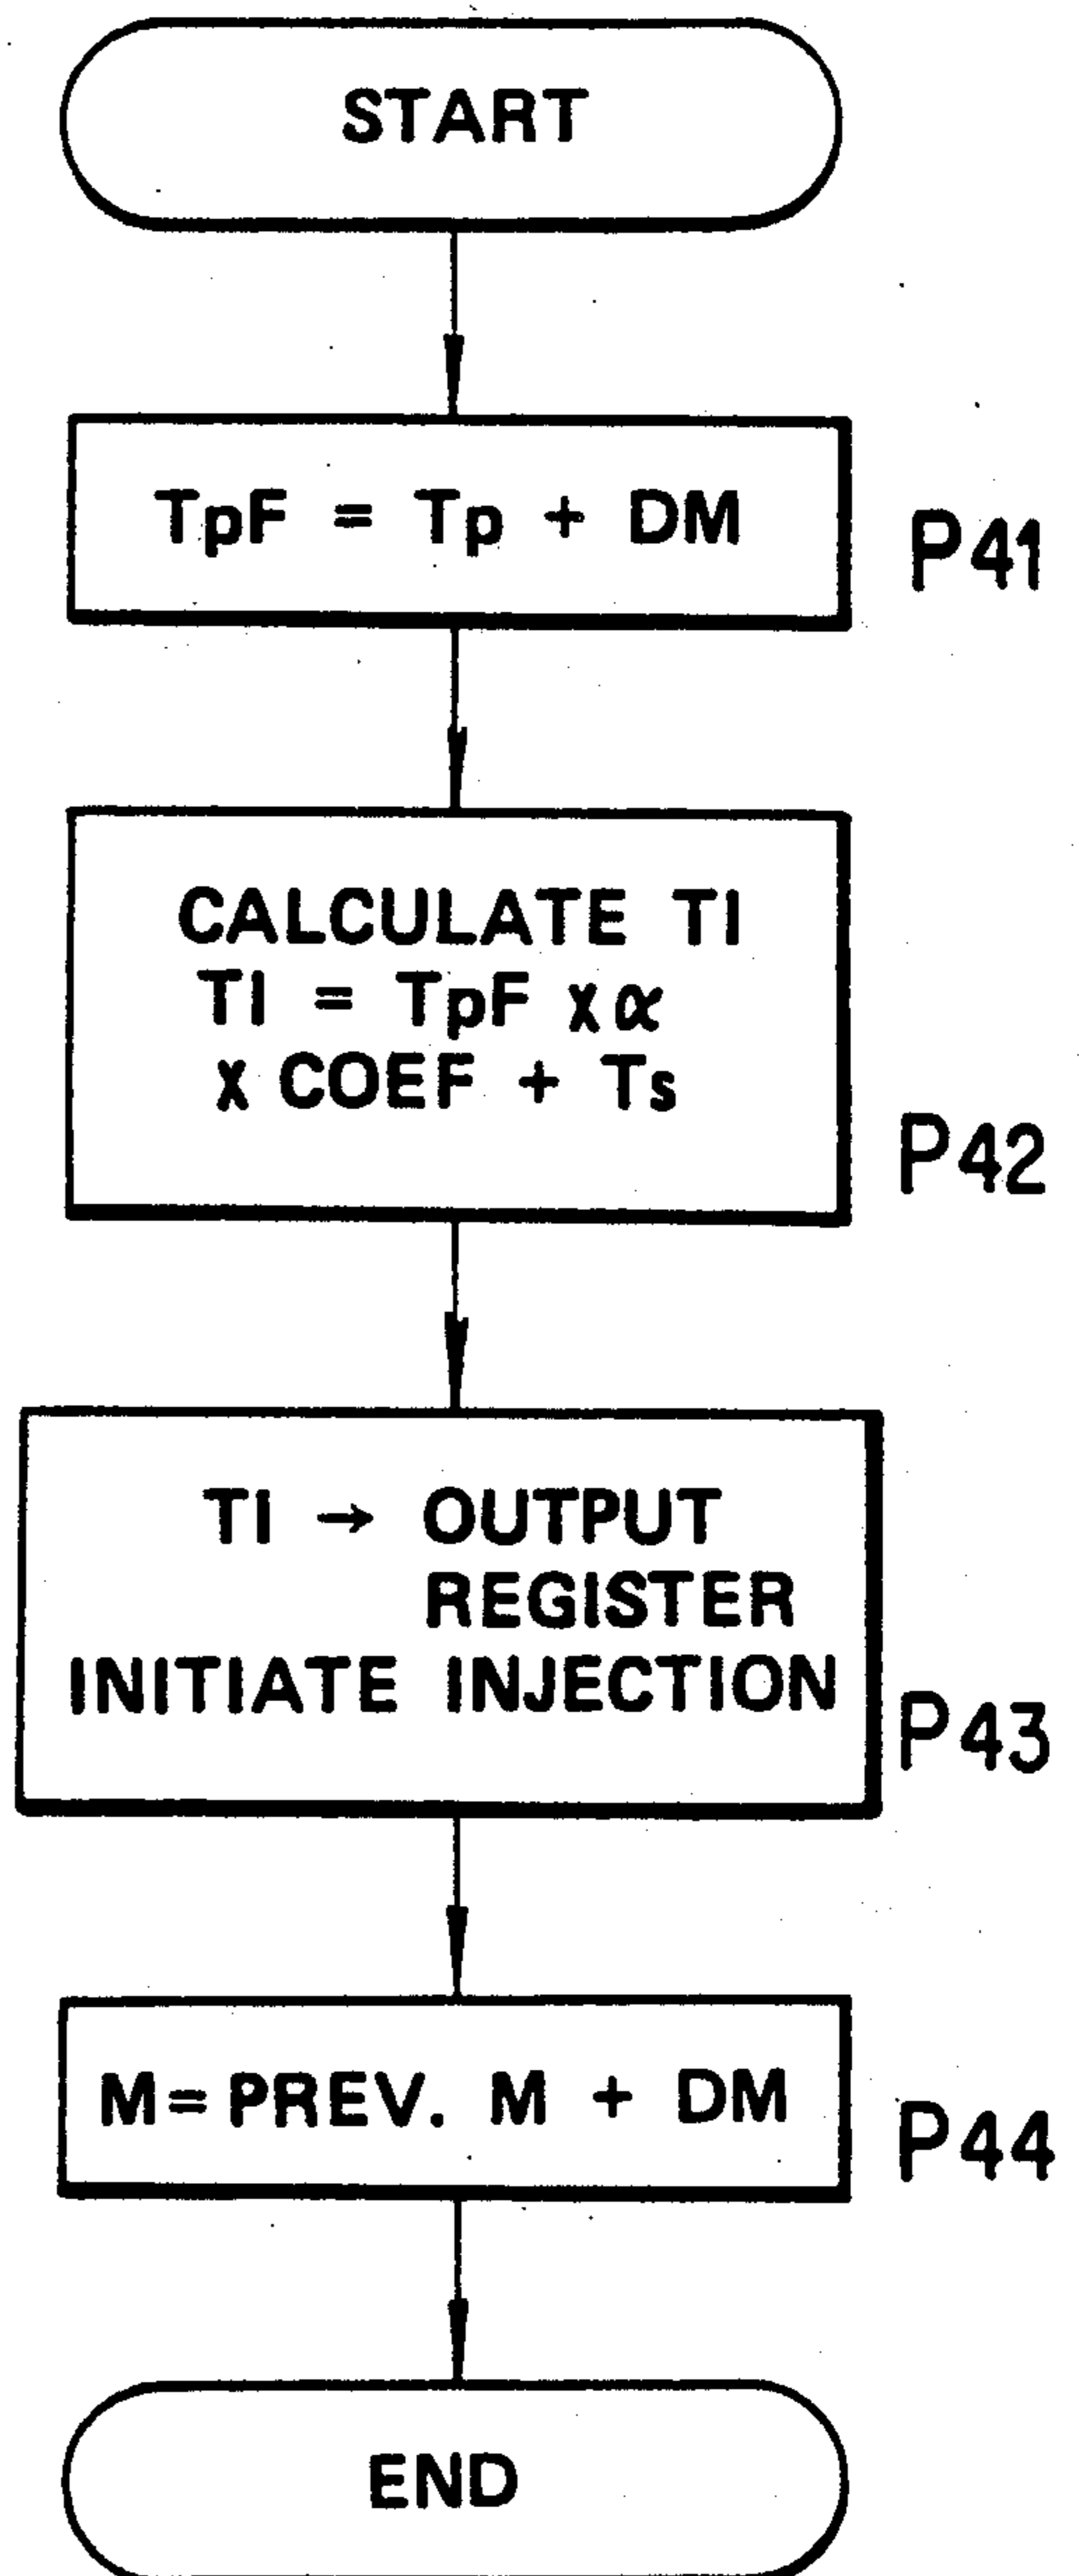 START
TpF = Tp + DM
P41
CALCULATE TI
TI = TpF x α
x COEF + Ts
P42
TI → OUTPUT
REGISTER
INITIATE INJECTION
P43
M = PREV. M + DM
P44
END